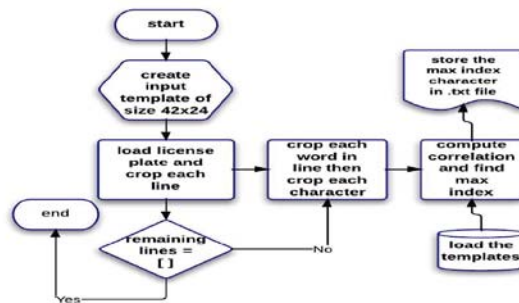 start
create
input
template of
size 42x24
load license
plate and
crop each
line
end
remaining
lines =
[ ]
Yes
No
crop each
word in
line then
crop each
character
store the
max index
character
in .txt file
compute
correlation
and find
max
index
load the
templates